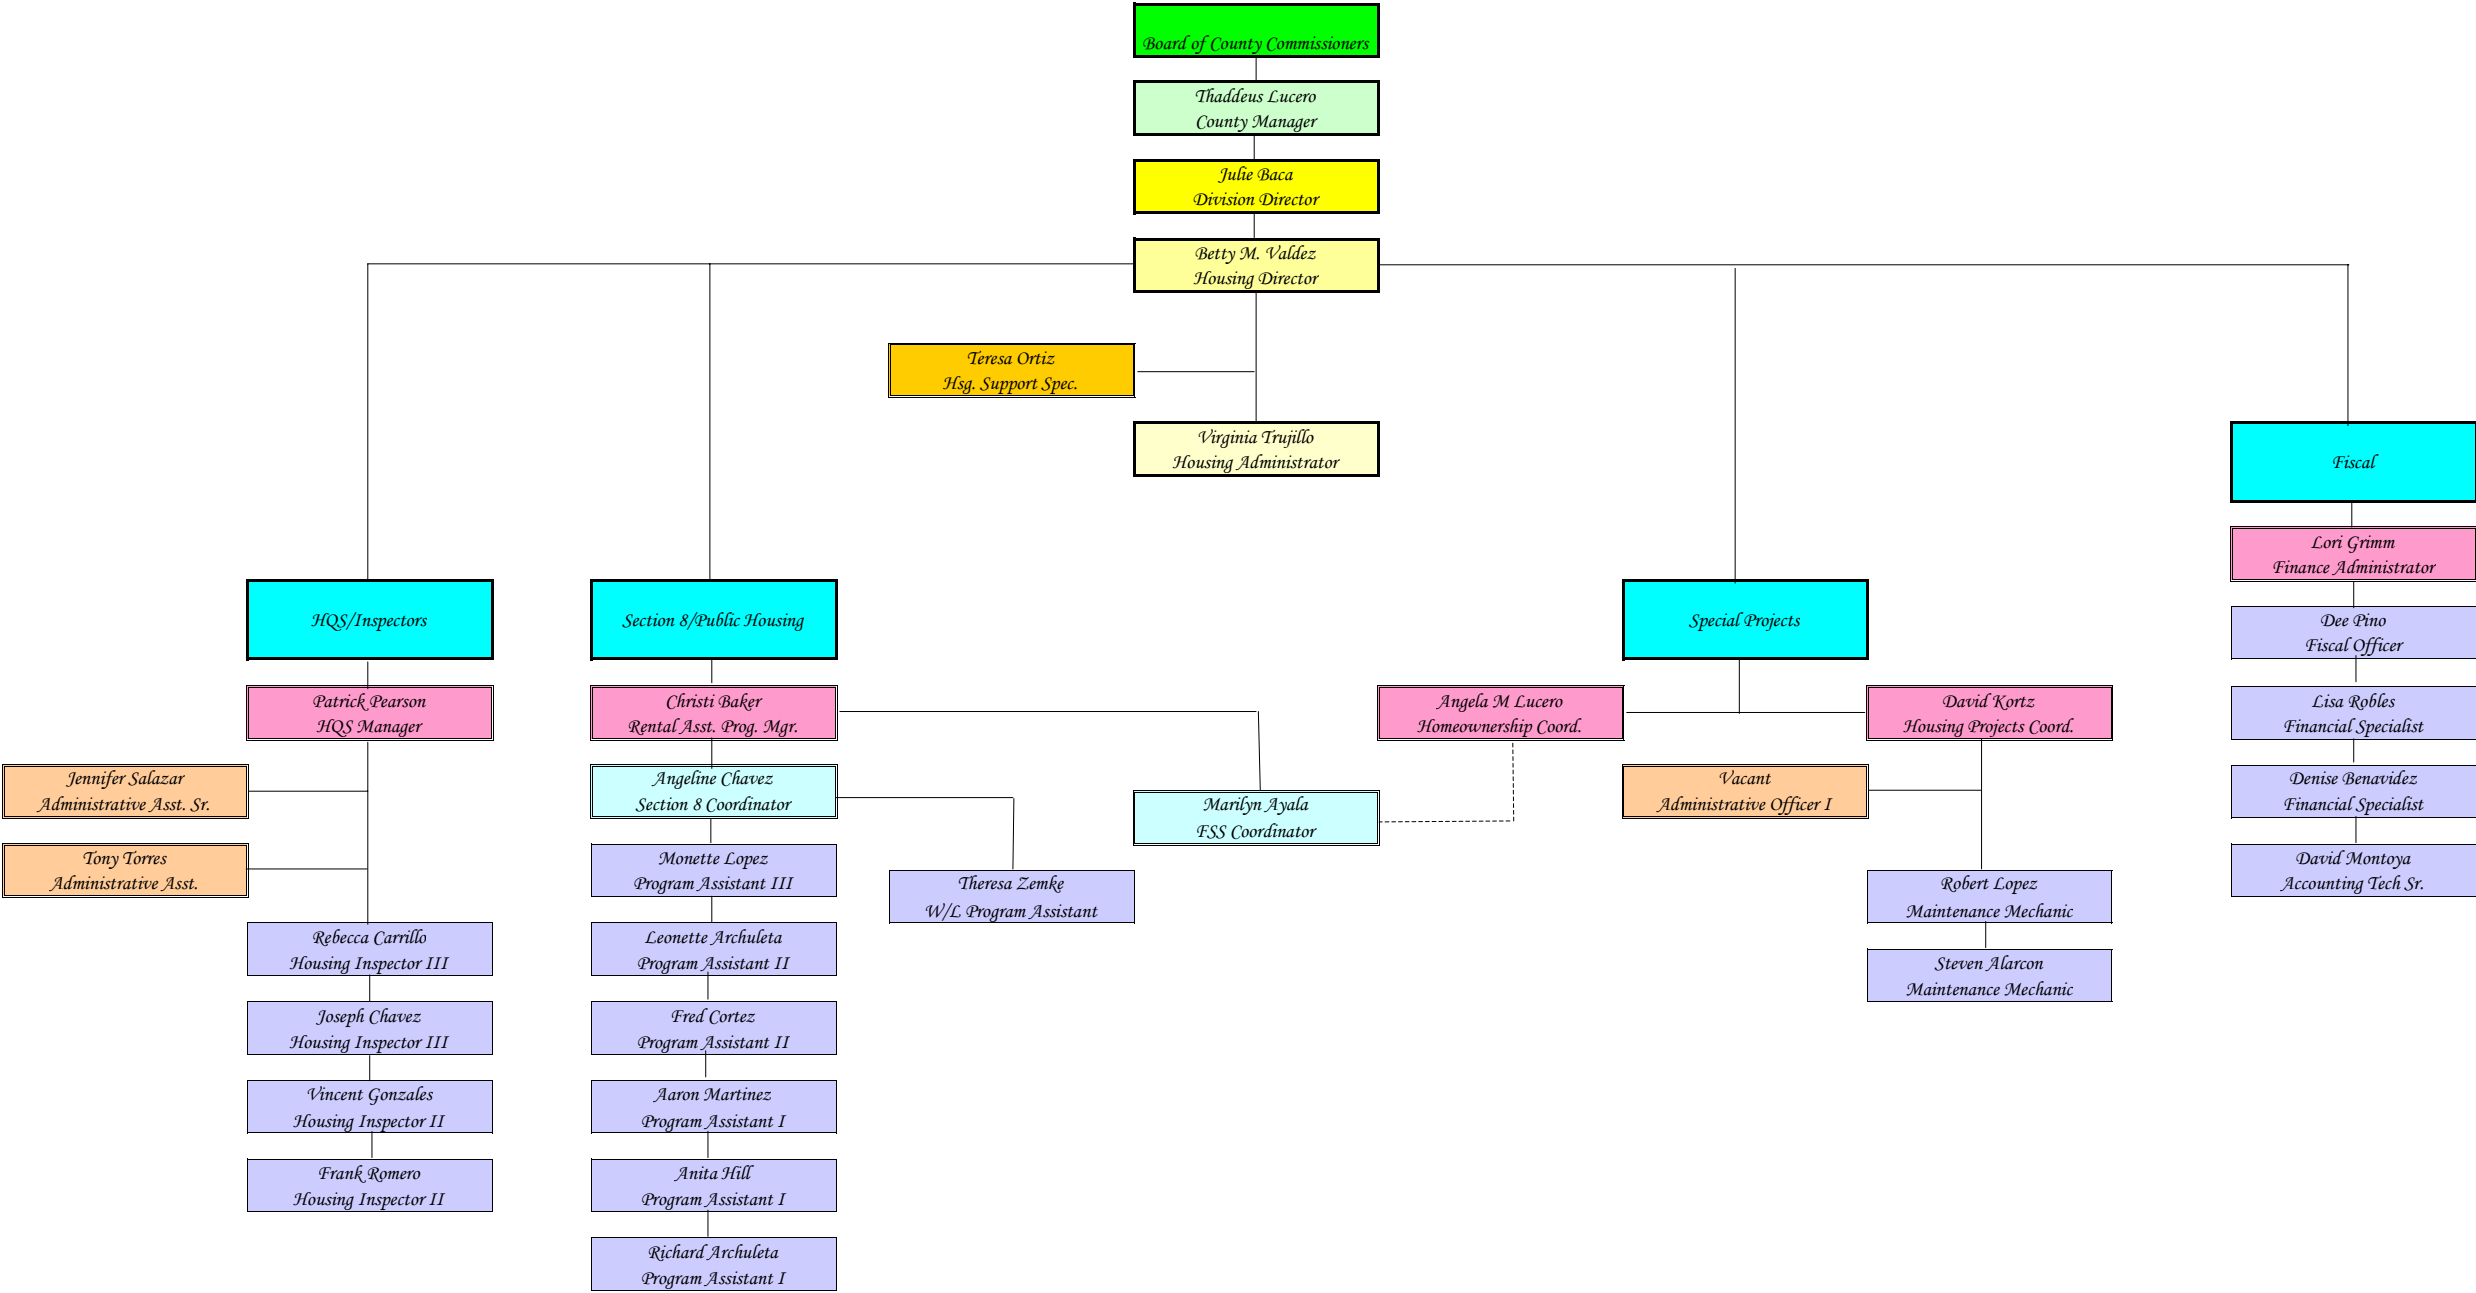 Board of County Commissioners
Thaddeus Lucero
County Manager
Julie Baca
Division Director
Betty M. Valdez
Housing Director
Teresa Ortiz
Hsg. Support Spec.
Virginia Trujillo
Housing Administrator
HQS/Inspectors
Patrick Pearson
HQS Manager
Jennifer Salazar
Administrative Asst. Sr.
Tony Torres
Administrative Asst.
Rebecca Carrillo
Housing Inspector III
Joseph Chavez
Housing Inspector III
Vincent Gonzales
Housing Inspector II
Frank Romero
Housing Inspector II
Section 8/Public Housing
Christi Baker
Rental Asst. Prog. Mgr.
Angeline Chavez
Section 8 Coordinator
Monette Lopez
Program Assistant III
Leonette Archuleta
Program Assistant II
Fred Cortez
Program Assistant II
Aaron Martinez
Program Assistant I
Anita Hill
Program Assistant I
Richard Archuleta
Program Assistant I
Theresa Zemke
W/L Program Assistant
Marilyn Ayala
FSS Coordinator
Special Projects
Angela M Lucero
Homeownership Coord.
David Kortz
Housing Projects Coord.
Vacant
Administrative Officer I
Robert Lopez
Maintenance Mechanic
Steven Alarcon
Maintenance Mechanic
Fiscal
Lori Grimm
Finance Administrator
Dee Pino
Fiscal Officer
Lisa Robles
Financial Specialist
Denise Benavidez
Financial Specialist
David Montoya
Accounting Tech Sr.